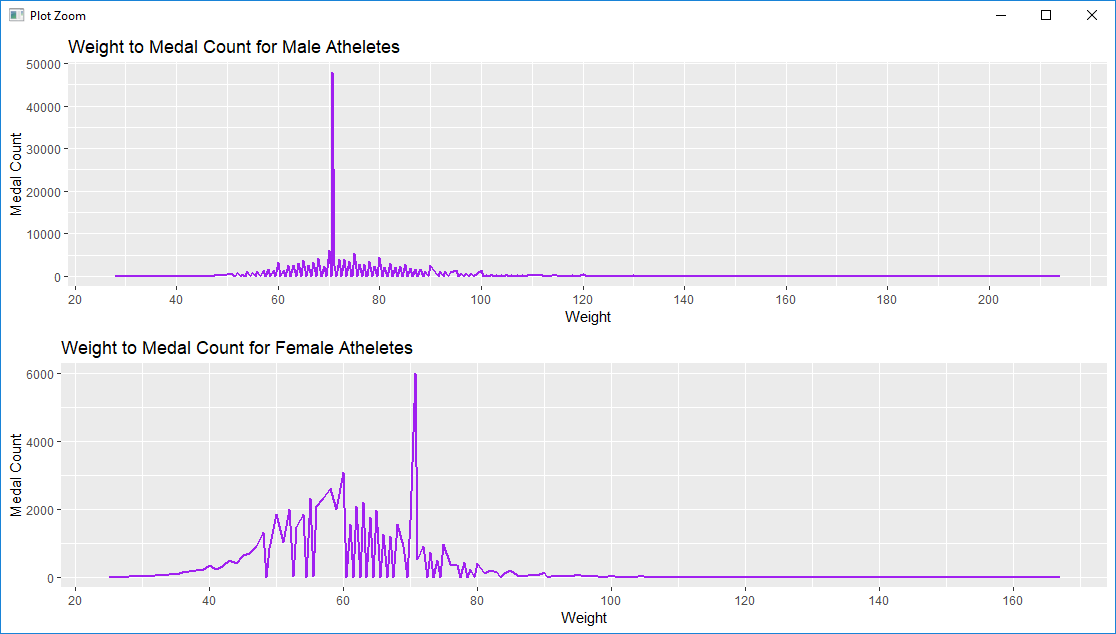 Plot Zoom
Weight to Medal Count for Male Atheletes
Medal Count
50000
40000
30000
20000
10000
0
20 40 60 80 100 120 140 160 180 200
Weight
Weight to Medal Count for Female Atheletes
Medal Count
6000
4000
2000
0
20 40 60 80 100 120 140 160
Weight